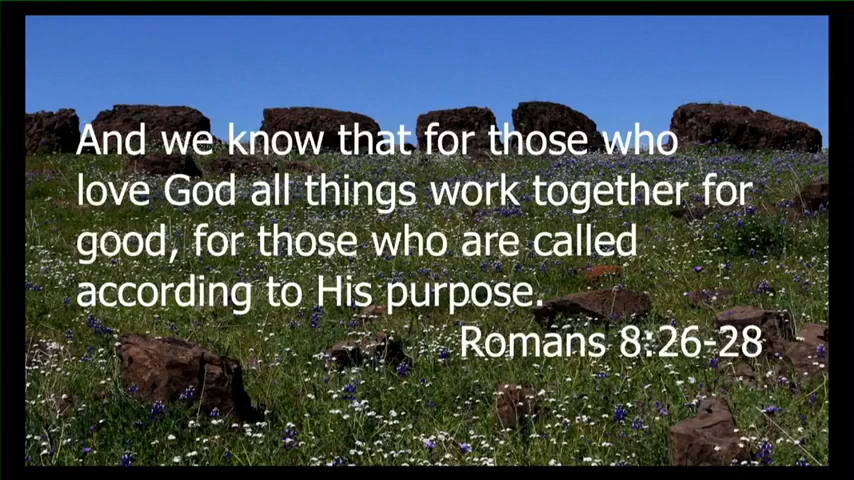 And we know that for those who
love God all things work together for
good, for those who are called
according to His purpose.
Romans 8:26-28